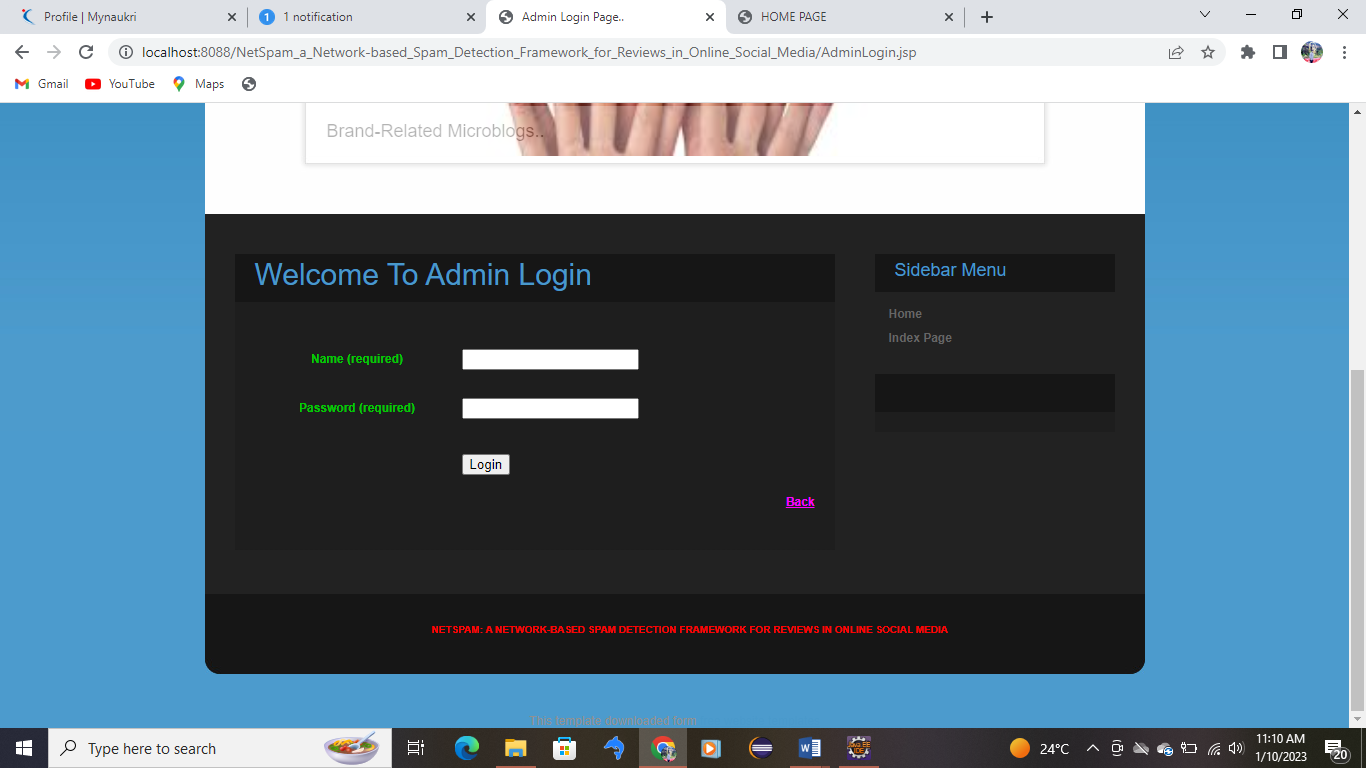 Profile | Mynaukri
1 notification
Admin Login Page..
HOME PAGE
localhost:8088/NetSpam_a_Network-based_Spam_Detection_Framework_for_Reviews_in_Online_Social_Media/AdminLogin.jsp
Gmail
YouTube
Maps
Brand-Related Microblogs..
Welcome To Admin Login
Sidebar Menu
Home
Index Page
Name (required)
Password (required)
Login
Back
NETSPAM: A NETWORK-BASED SPAM DETECTION FRAMEWORK FOR REVIEWS IN ONLINE SOCIAL MEDIA
This template downloaded form
Type here to search
24°C
11:10 AM
1/10/2023
20